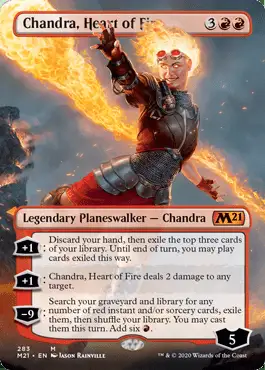 Chandra, Heart of Fire 3
Legendary Planeswalker — Chandra M21
+1: Discard your hand, then exile the top three cards
of your library. Until end of turn, you may play
cards exiled this way.
+1: Chandra, Heart of Fire deals 2 damage to any
target.
−9: Search your graveyard and library for any
number of red instant and/or sorcery cards, exile
them, then shuffle your library. You may cast
them this turn. Add six.
5
283 M
M21 • EN Jason Rainville ™ & © 2020 Wizards of the Coast